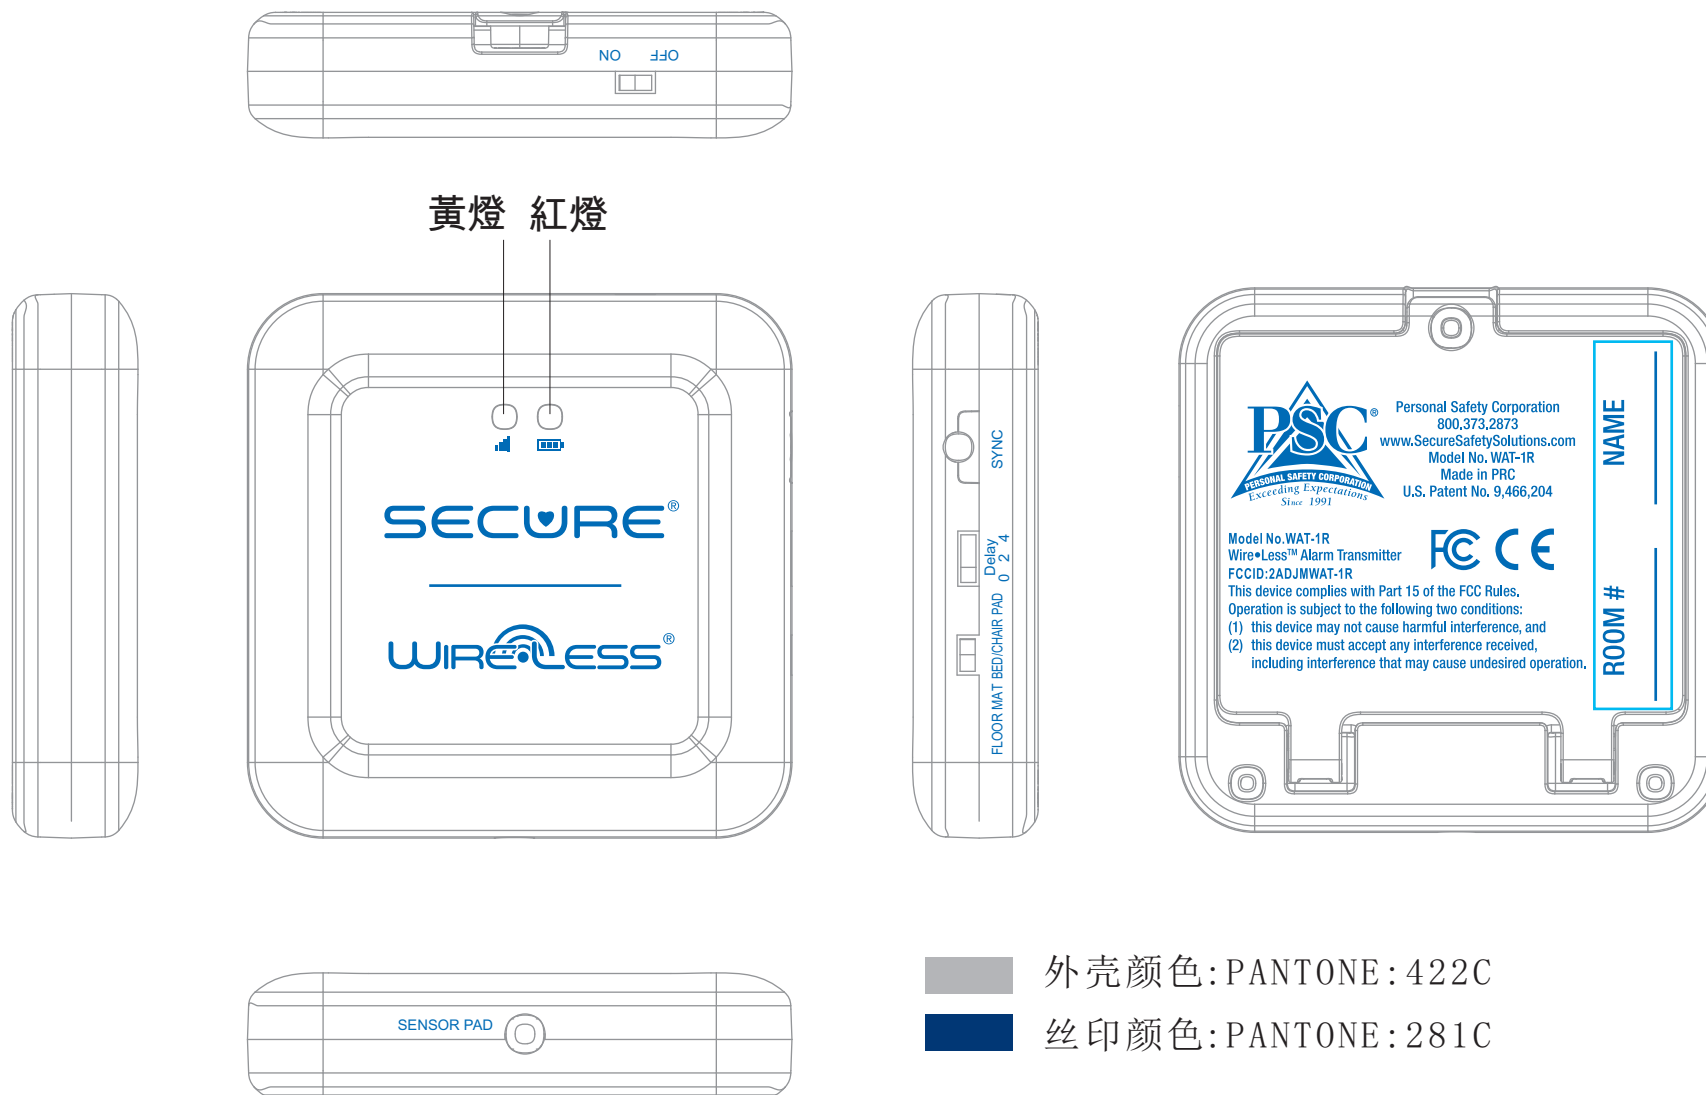 ON OFF
黃燈 紅燈
SECURE®
WIRE•LESS®
SYNC
Delay
0 2 4
FLOOR MAT BED/CHAIR PAD
PSC®
PERSONAL SAFETY CORPORATION
Exceeding Expectations
Since 1991
Personal Safety Corporation
800.373.2873
www.SecureSafetySolutions.com
Model No. WAT-1R
Made in PRC
U.S. Patent No. 9,466,204
Model No.WAT-1R
Wire•Less™ Alarm Transmitter
FCCID:2ADJMWAT-1R
FC CE
This device complies with Part 15 of the FCC Rules.
Operation is subject to the following two conditions:
(1) this device may not cause harmful interference, and
(2) this device must accept any interference received,
including interference that may cause undesired operation.
NAME
ROOM #
SENSOR PAD
外壳颜色:PANTONE:422C
丝印颜色:PANTONE:281C